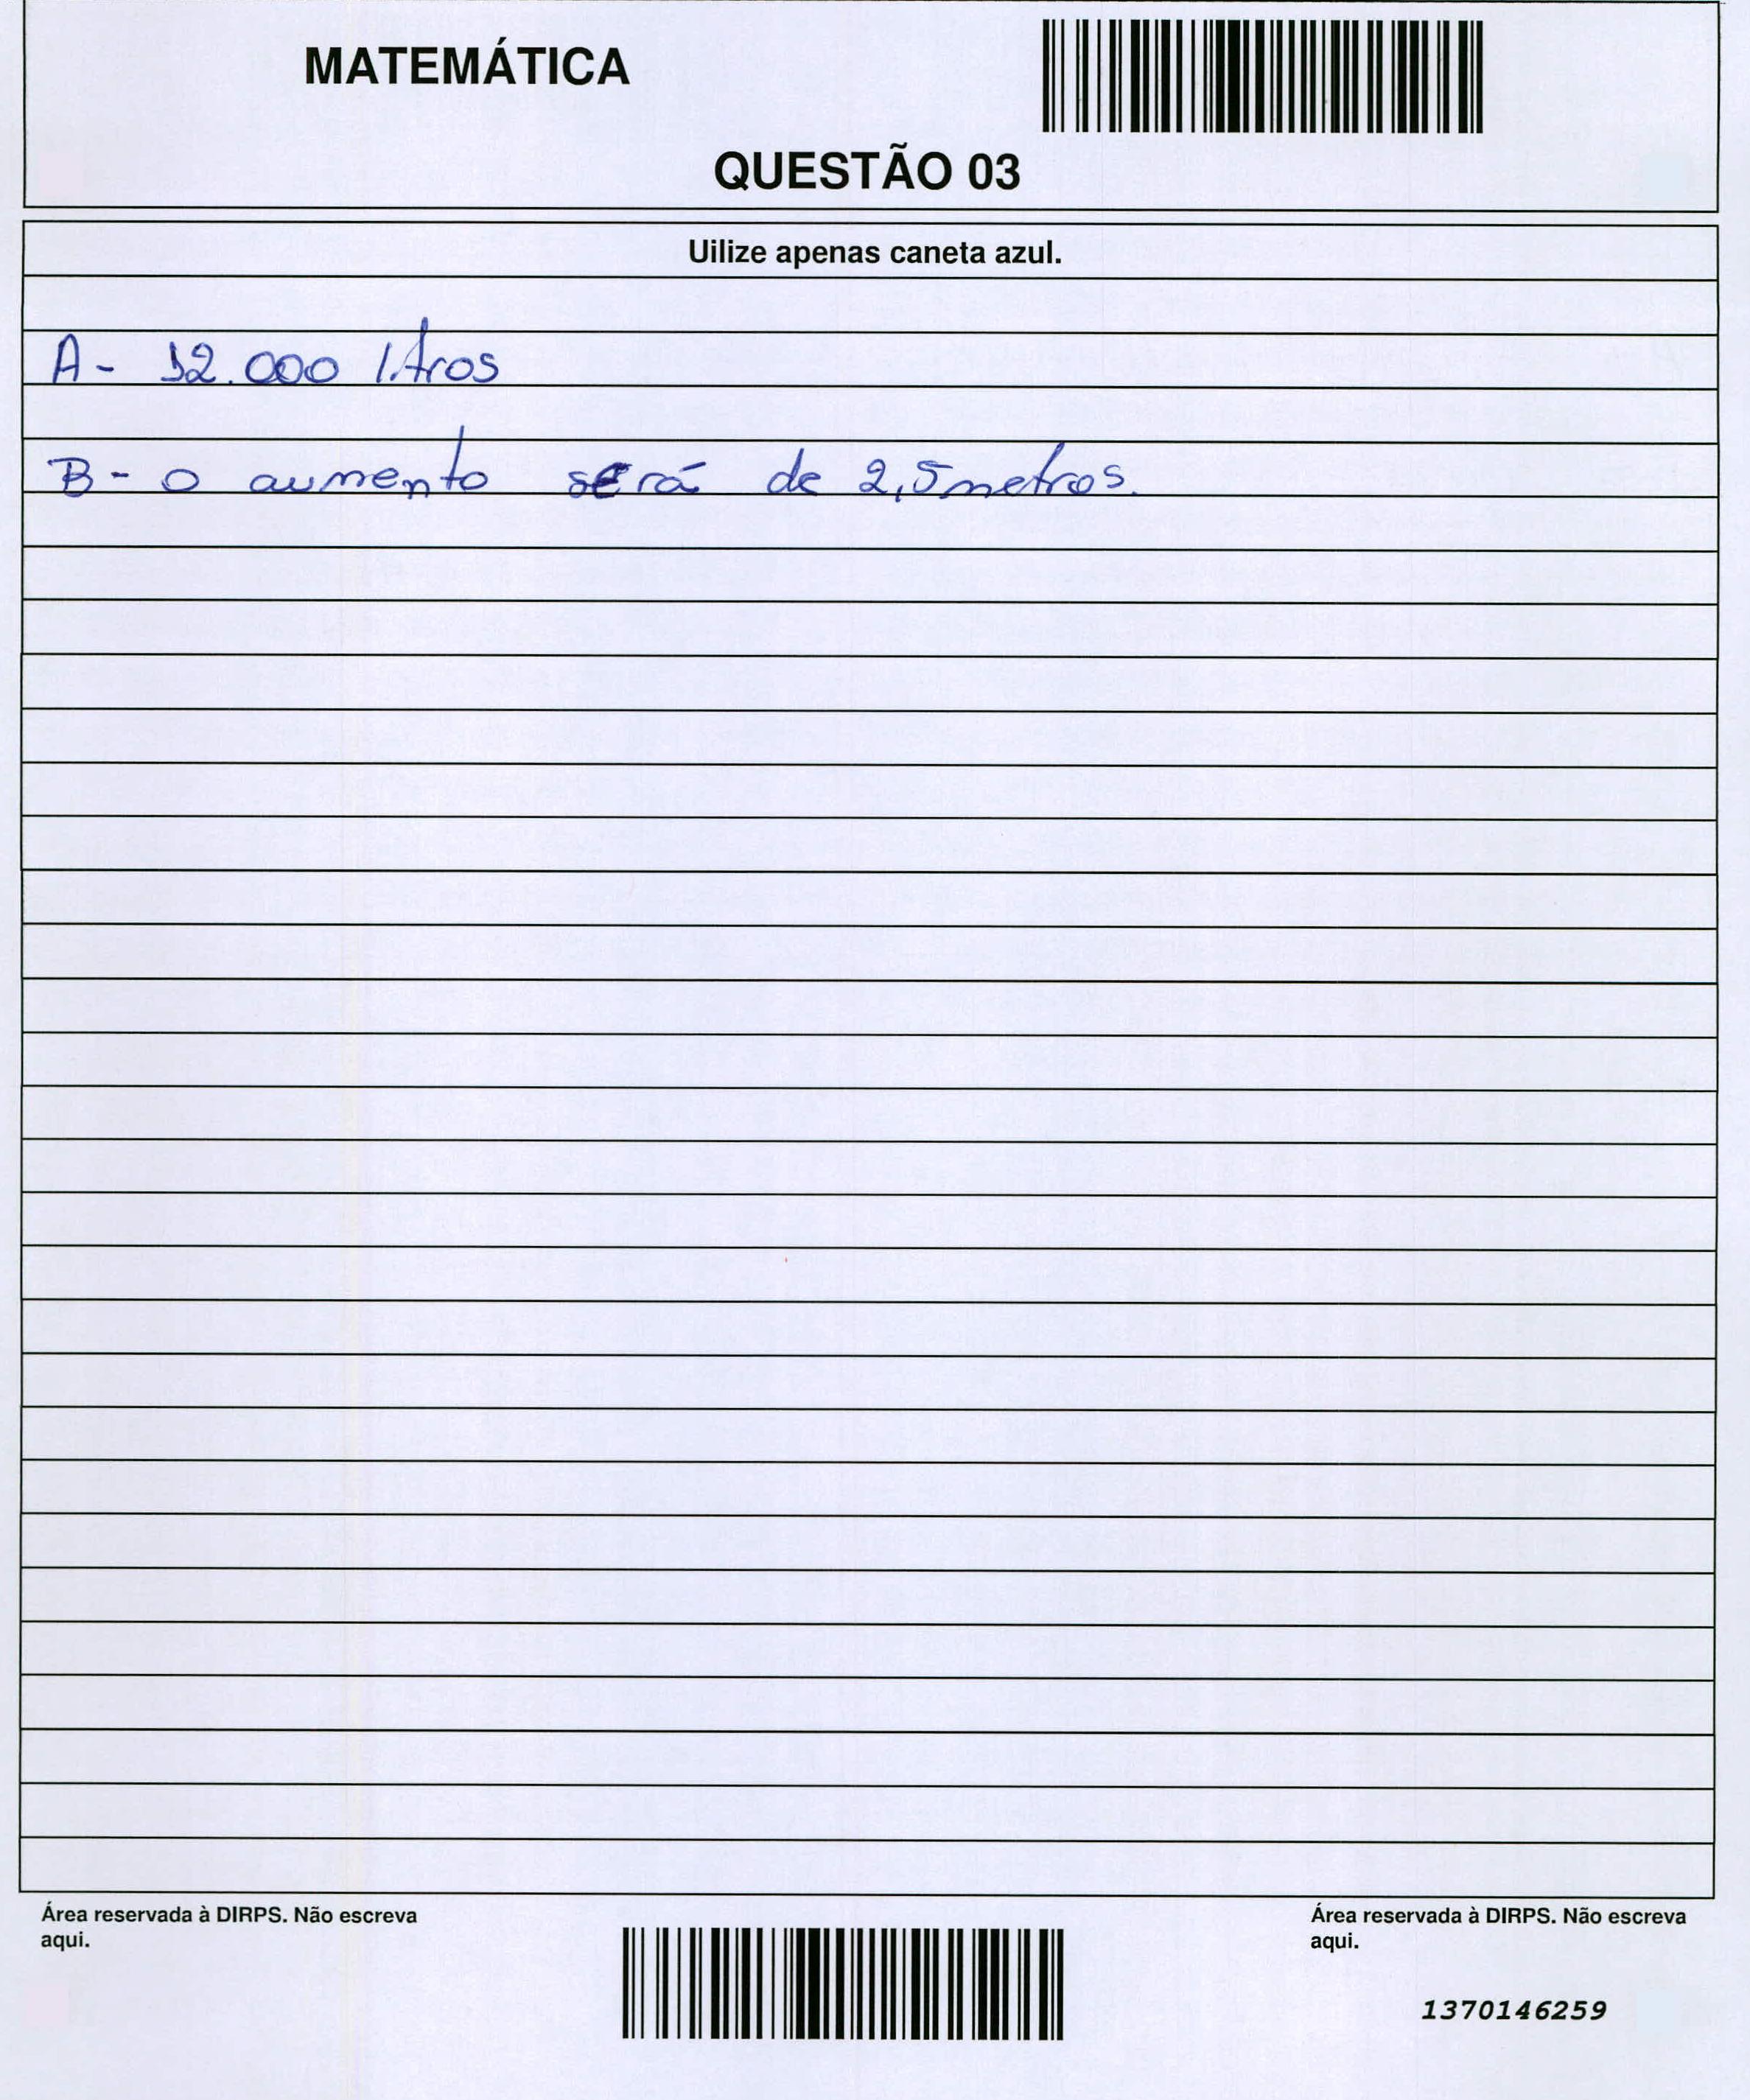 MATEMÁTICA
QUESTÃO 03
Uilize apenas caneta azul.
A - 12.000 litros
B - o aumento será de 2,5 metros.
Área reservada à DIRPS. Não escreva
aqui.
Área reservada à DIRPS. Não escreva
aqui.
1370146259